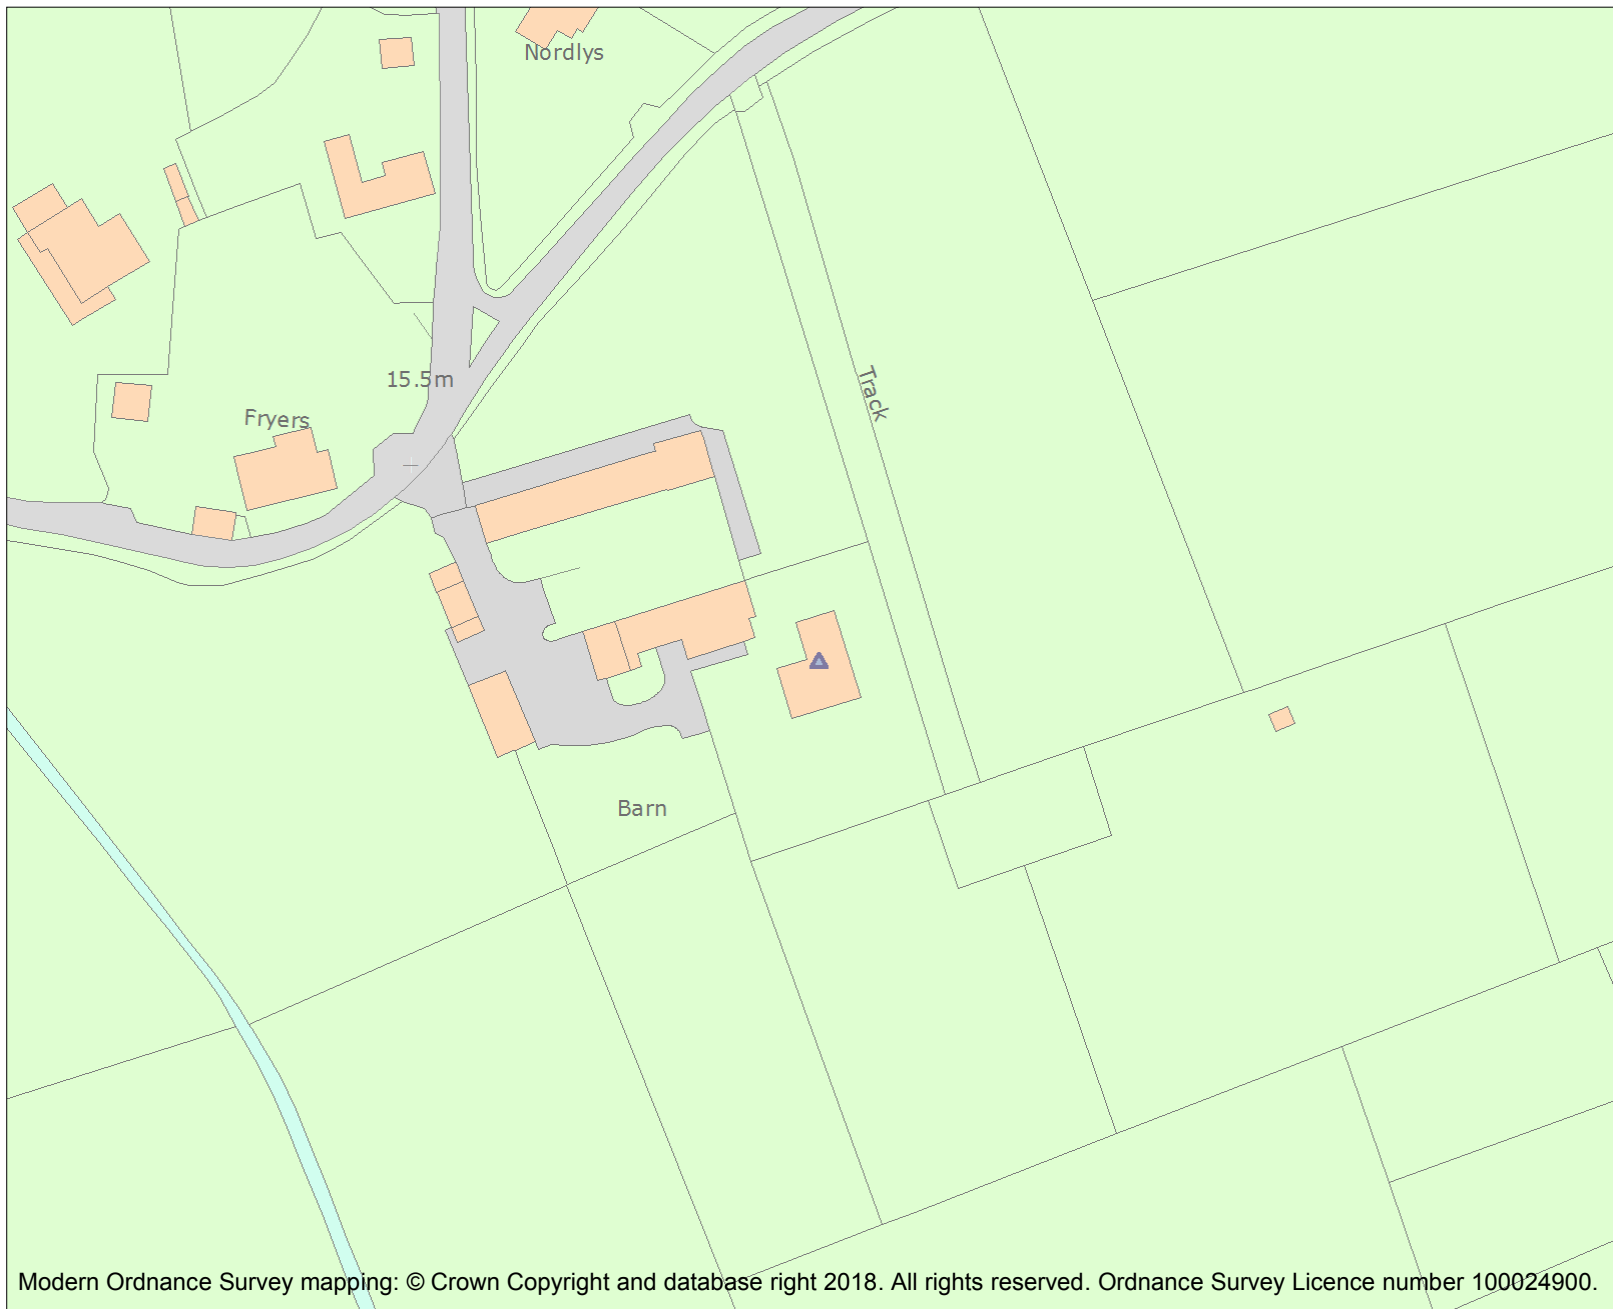 Nordlys
Track
15.5m
Fryers
Barn
Modern Ordnance Survey mapping: © Crown Copyright and database right 2018. All rights reserved. Ordnance Survey Licence number 100024900.